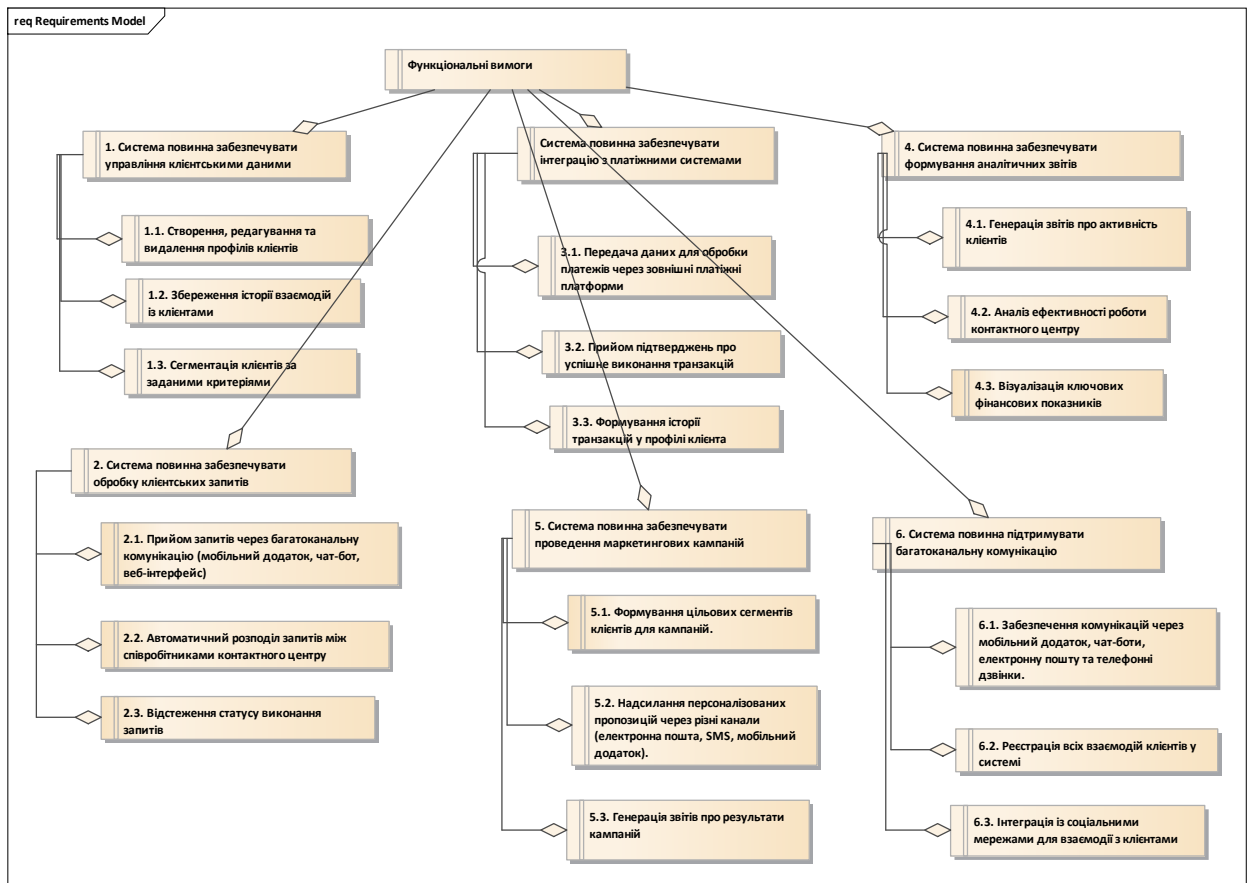 req Requirements Model
Функціональні вимоги
1. Система повинна забезпечувати
управління клієнтськими даними
1.1. Створення, редагування та
видалення профілів клієнтів
1.2. Збереження історії взаємодій
із клієнтами
1.3. Сегментація клієнтів за
заданими критеріями
2. Система повинна забезпечувати
обробку клієнтських запитів
2.1. Прийом запитів через багатоканальну
комунікацію (мобільний додаток, чат-бот,
веб-інтерфейс)
2.2. Автоматичний розподіл запитів між
співробітниками контактного центру
2.3. Відстеження статусу виконання
запитів
Система повинна забезпечувати
інтеграцію з платіжними системами
3.1. Передача даних для обробки
платежів через зовнішні платіжні
платформи
3.2. Прийом підтверджень про
успішне виконання транзакцій
3.3. Формування історії
транзакцій у профілі клієнта
4. Система повинна забезпечувати
формування аналітичних звітів
4.1. Генерація звітів про активність
клієнтів
4.2. Аналіз ефективності роботи
контактного центру
4.3. Візуалізація ключових
фінансових показників
5. Система повинна забезпечувати
проведення маркетингових кампаній
5.1. Формування цільових сегментів
клієнтів для кампаній.
5.2. Надсилання персоналізованих
пропозицій через різні канали
(електронна пошта, SMS, мобільний
додаток).
5.3. Генерація звітів про результати
кампаній
6. Система повинна підтримувати
багатоканальну комунікацію
6.1. Забезпечення комунікацій через
мобільний додаток, чат-боти,
електронну пошту та телефонні
дзвінки.
6.2. Реєстрація всіх взаємодій клієнтів у
системі
6.3. Інтеграція із соціальними
мережами для взаємодії з клієнтами